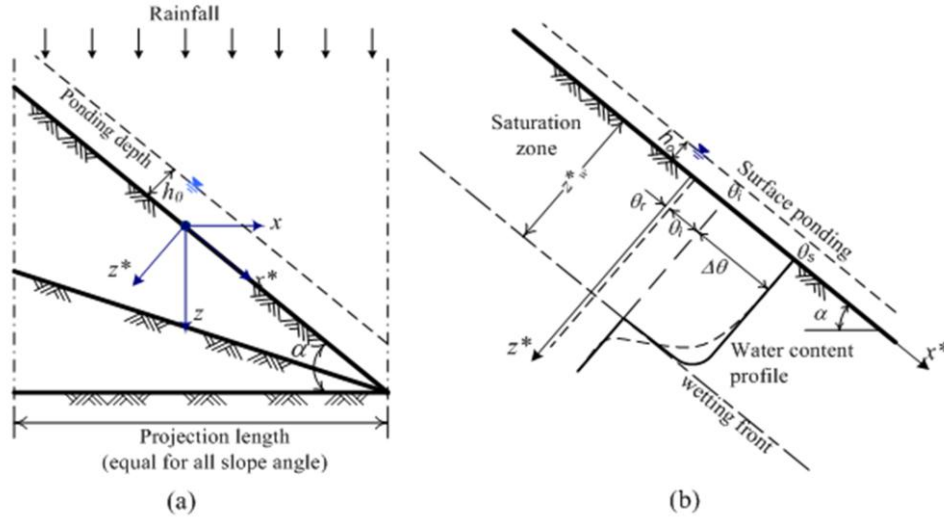 Rainfall
Ponding depth
h₀
x
z*
x*
z
α
Projection length
(equal for all slope angle)
(a)
Saturation
zone
h₀
Surface ponding
θᵢ
θᵣ
θᵢ
θₛ
Δθ
α
z*
Water content
profile
x*
wetting front
(b)